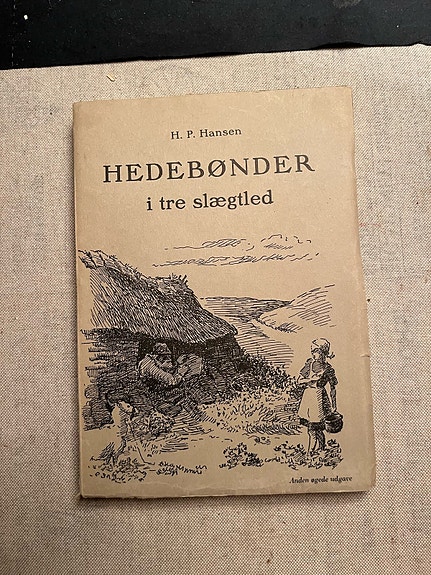 H. P. Hansen
HEDEBØNDER
i tre slægtled
Anden øgede udgave